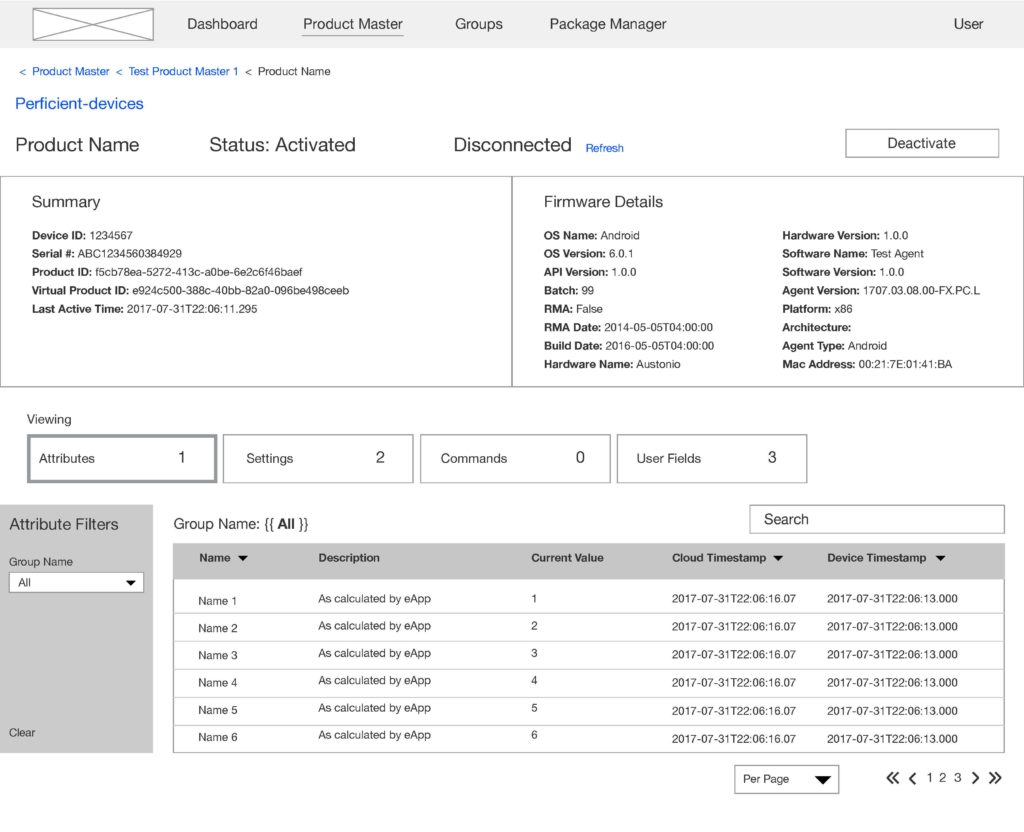 Dashboard Product Master Groups Package Manager User
< Product Master < Test Product Master 1 < Product Name
Perficient-devices
Product Name Status: Activated Disconnected Refresh Deactivate
Summary
Device ID: 1234567
Serial #: ABC1234560384929
Product ID: f5cb78ea-5272-413c-a0be-6e2c6f46baef
Virtual Product ID: e924c500-388c-40bb-82a0-096be498ceeb
Last Active Time: 2017-07-31T22:06:11.295
Firmware Details
OS Name: Android
OS Version: 6.0.1
API Version: 1.0.0
Batch: 99
RMA: False
RMA Date: 2014-05-05T04:00:00
Build Date: 2016-05-05T04:00:00
Hardware Name: Austonio
Hardware Version: 1.0.0
Software Name: Test Agent
Software Version: 1.0.0
Agent Version: 1707.03.08.00-FX.PC.L
Platform: x86
Architecture:
Agent Type: Android
Mac Address: 00:21:7E:01:41:BA
Viewing
Attributes 1 Settings 2 Commands 0 User Fields 3
Attribute Filters
Group Name
All
Clear
Group Name: {{ All }} Search
Name Description Current Value Cloud Timestamp Device Timestamp
Name 1 As calculated by eApp 1 2017-07-31T22:06:16.07 2017-07-31T22:06:13.000
Name 2 As calculated by eApp 2 2017-07-31T22:06:16.07 2017-07-31T22:06:13.000
Name 3 As calculated by eApp 3 2017-07-31T22:06:16.07 2017-07-31T22:06:13.000
Name 4 As calculated by eApp 4 2017-07-31T22:06:16.07 2017-07-31T22:06:13.000
Name 5 As calculated by eApp 5 2017-07-31T22:06:16.07 2017-07-31T22:06:13.000
Name 6 As calculated by eApp 6 2017-07-31T22:06:16.07 2017-07-31T22:06:13.000
Per Page 1 2 3